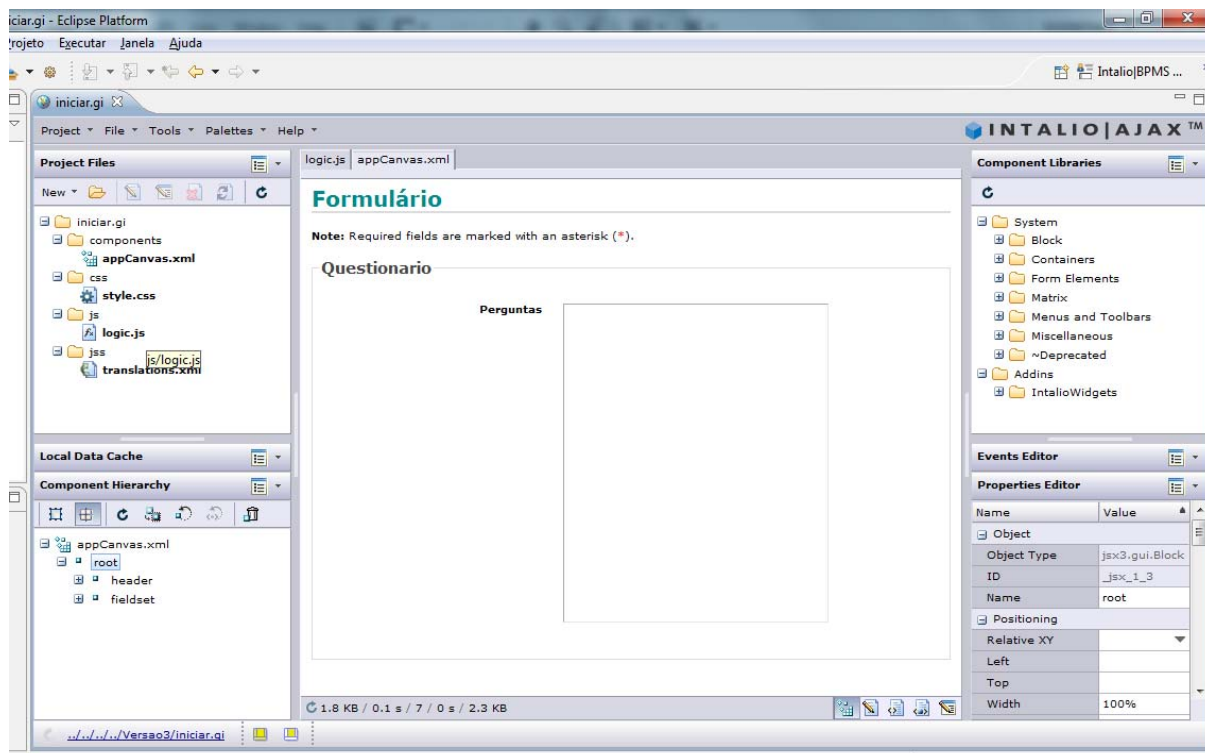 iciar.gi - Eclipse Platform
Projeto Executar Janela Ajuda
Intalio|BPMS ...
iniciar.gi
Project File Tools Palettes Help
INTALIO|AJAX™
Project Files
New
iniciar.gi
components
appCanvas.xml
css
style.css
js
logic.js
jss
js/logic.js
translations.xml
Local Data Cache
Component Hierarchy
appCanvas.xml
root
header
fieldset
logic.js appCanvas.xml
Formulário
Note: Required fields are marked with an asterisk (*).
Questionario
Perguntas
1.8 KB / 0.1 s / 7 / 0 s / 2.3 KB
Component Libraries
System
Block
Containers
Form Elements
Matrix
Menus and Toolbars
Miscellaneous
~Deprecated
Addins
IntalioWidgets
Events Editor
Properties Editor
Name Value
Object
Object Type jsx3.gui.Block
ID _jsx_1_3
Name root
Positioning
Relative XY
Left
Top
Width 100%
../../../../Versao3/iniciar.gi